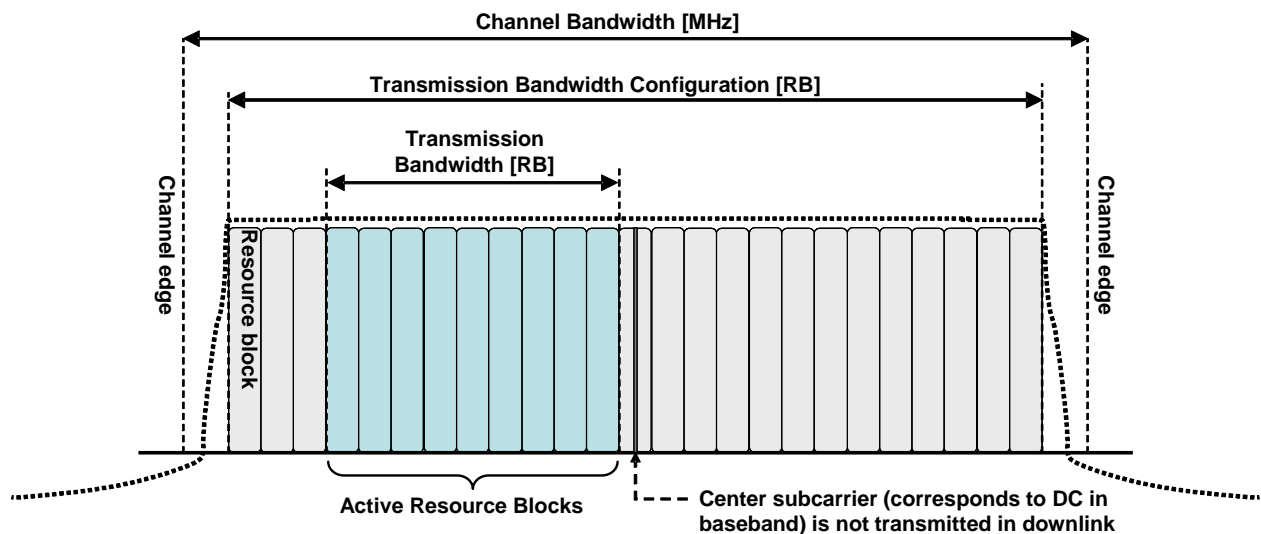 Channel Bandwidth [MHz]
Transmission Bandwidth Configuration [RB]
Transmission
Bandwidth [RB]
Channel edge
Resource block
Channel edge
Active Resource Blocks
Center subcarrier (corresponds to DC in
baseband) is not transmitted in downlink